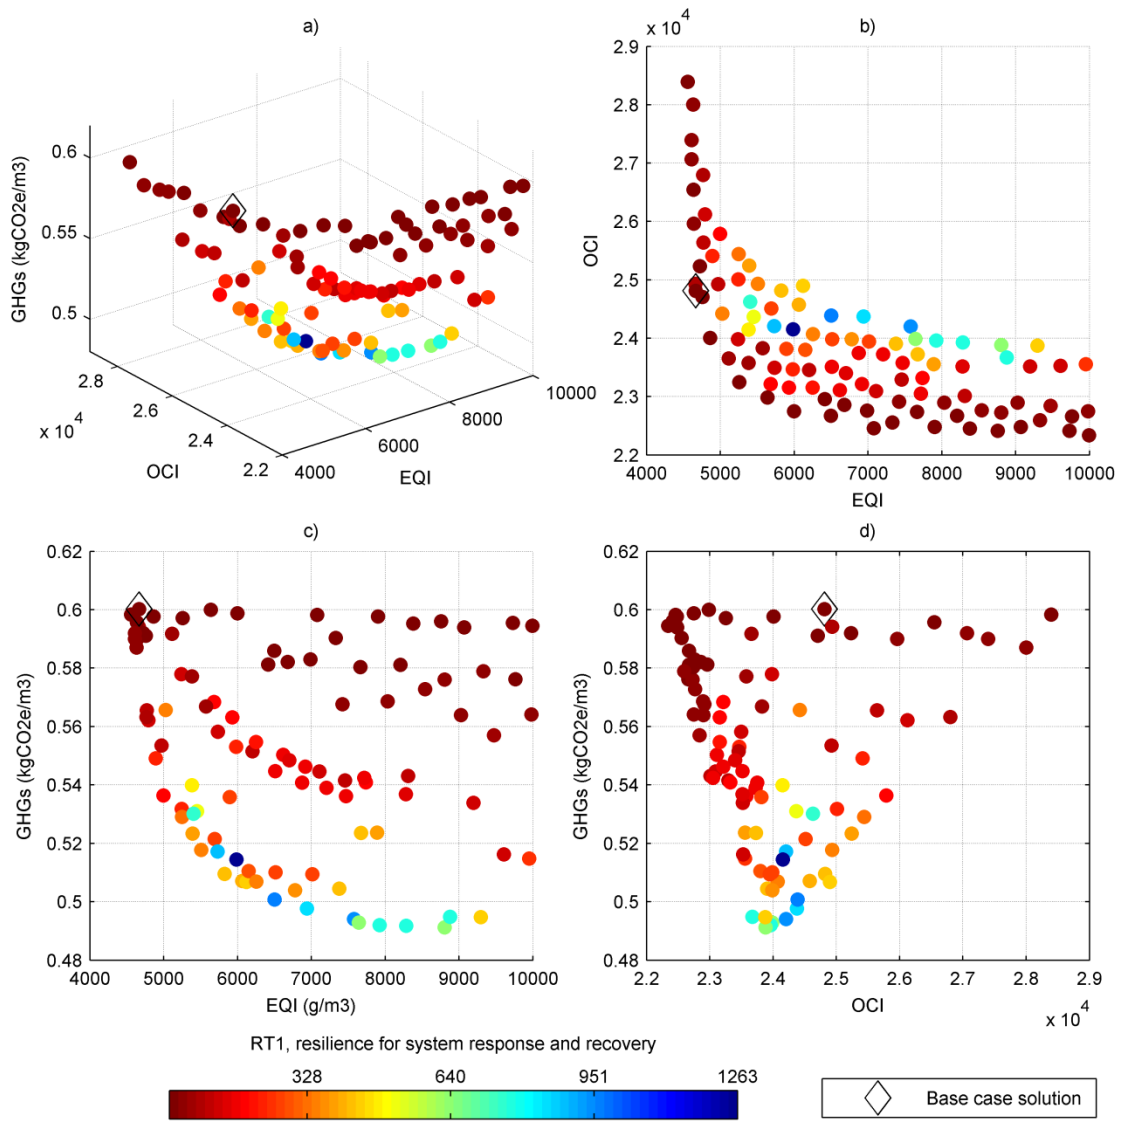 a)
GHGs (kgCO2e/m3)
0.6
0.55
0.5
2.8
2.6
2.4
2.2
x 10^4
OCI
4000
6000
8000
10000
EQI
x 10^4
b)
2.9
2.8
2.7
2.6
2.5
2.4
2.3
2.2
OCI
4000 5000 6000 7000 8000 9000 10000
EQI
c)
0.62
0.6
0.58
0.56
0.54
0.52
0.5
0.48
GHGs (kgCO2e/m3)
4000 5000 6000 7000 8000 9000 10000
EQI (g/m3)
d)
0.62
0.6
0.58
0.56
0.54
0.52
0.5
0.48
GHGs (kgCO2e/m3)
2.2 2.3 2.4 2.5 2.6 2.7 2.8 2.9
OCI
x 10^4
RT1, resilience for system response and recovery
328 640 951 1263
Base case solution